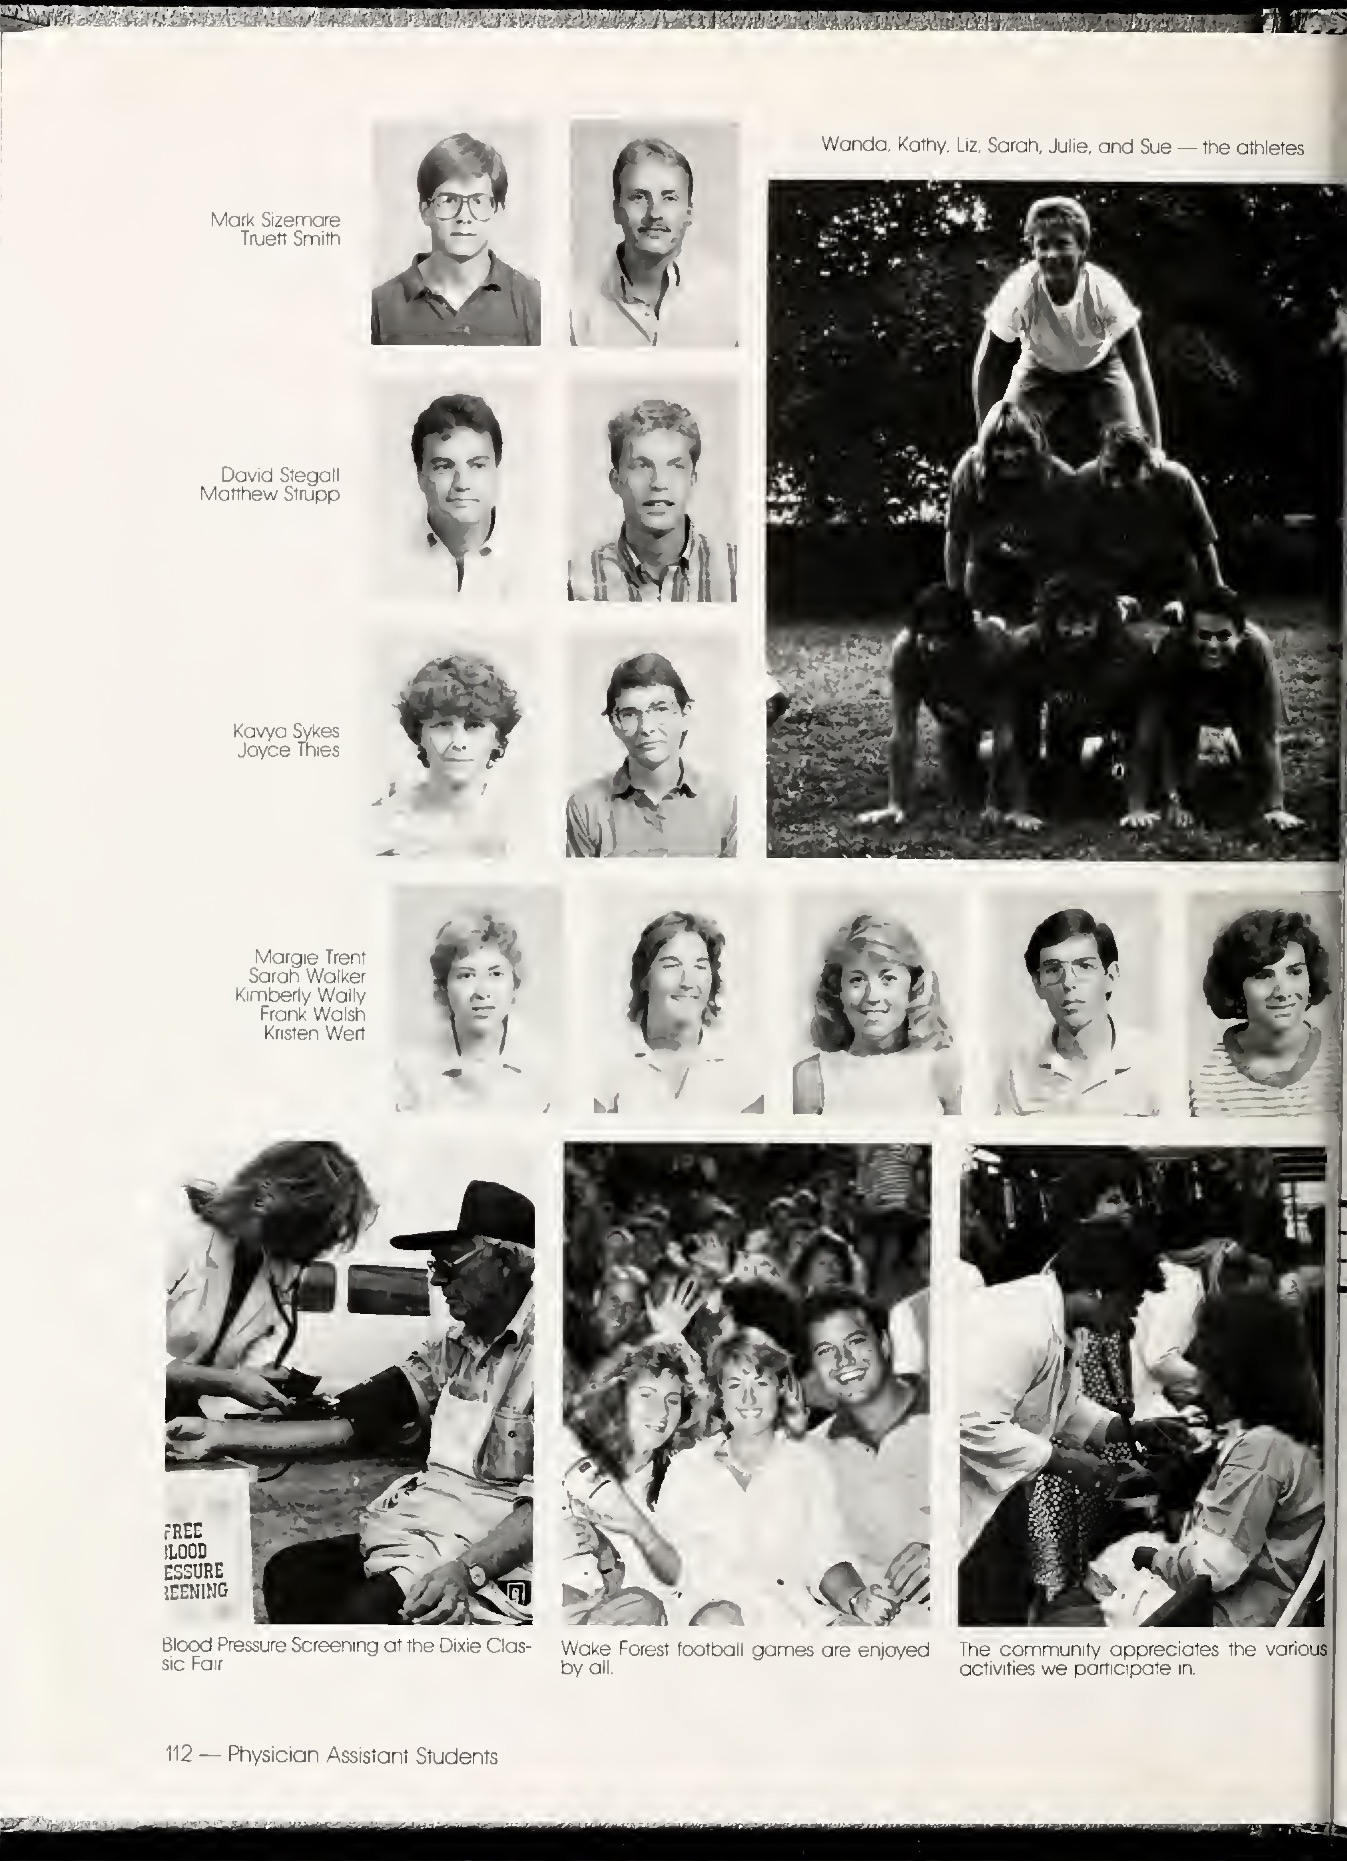 Wanda, Kathy, Liz, Sarah, Julie, and Sue — the athletes
Mark Sizemore
Truett Smith
David Stegall
Matthew Strupp
Kavya Sykes
Joyce Thies
Margie Trent
Sarah Walker
Kimberly Wally
Frank Walsh
Kristen Wert
FREE
BLOOD
ESSURE
REENING
Blood Pressure Screening at the Dixie Clas-
sic Fair
Wake Forest football games are enjoyed
by all.
The community appreciates the various
activities we participate in.
112 — Physician Assistant Students